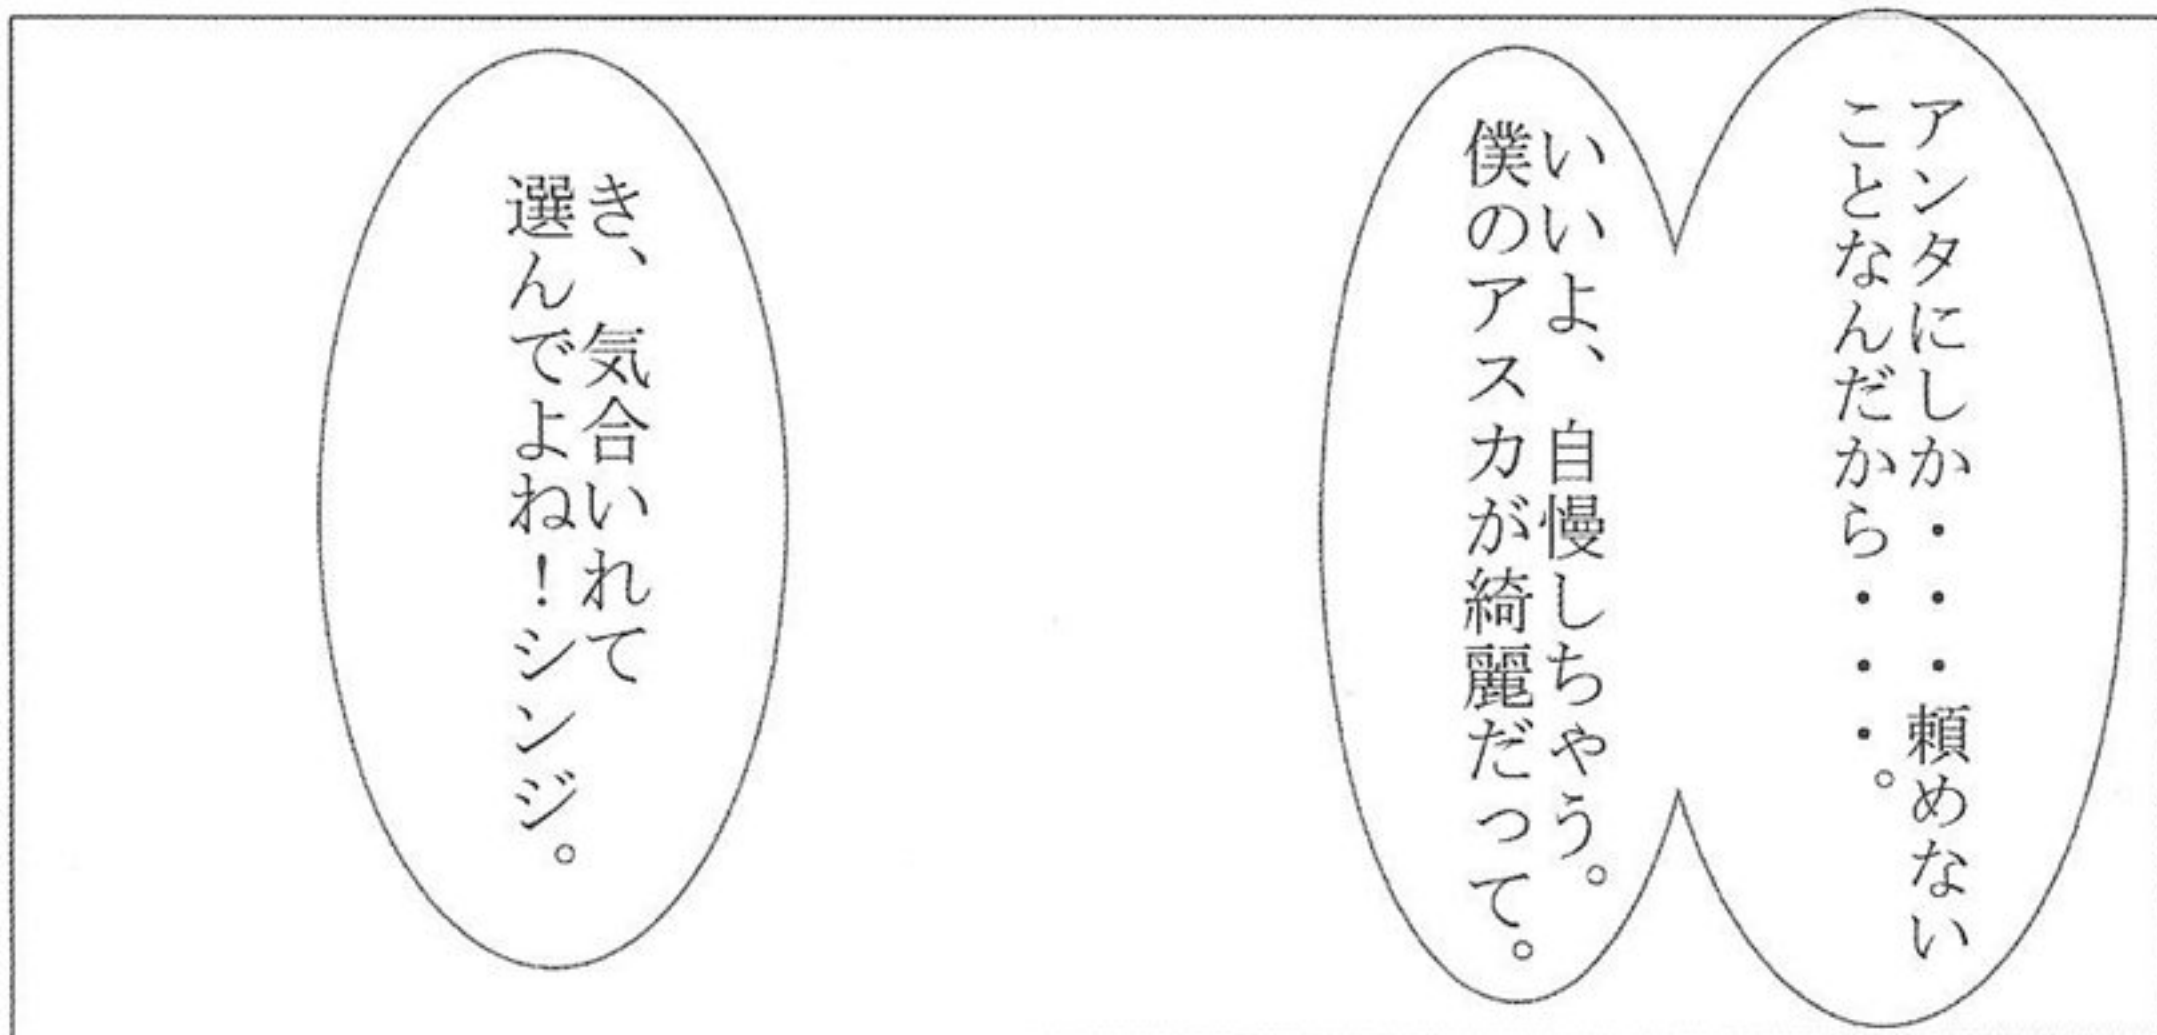 アンタにしか・・・頼めない
ことなんだから・・・。
いいよ、自慢しちゃう。
僕のアスカが綺麗だって。
き、気合いれて
選んでよね！シンジ。